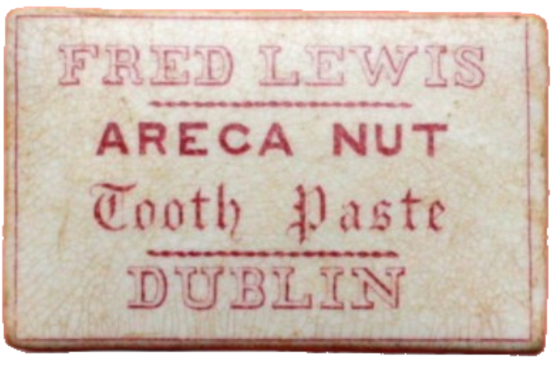 FRED LEWIS
ARECA NUT
Tooth Paste
DUBLIN